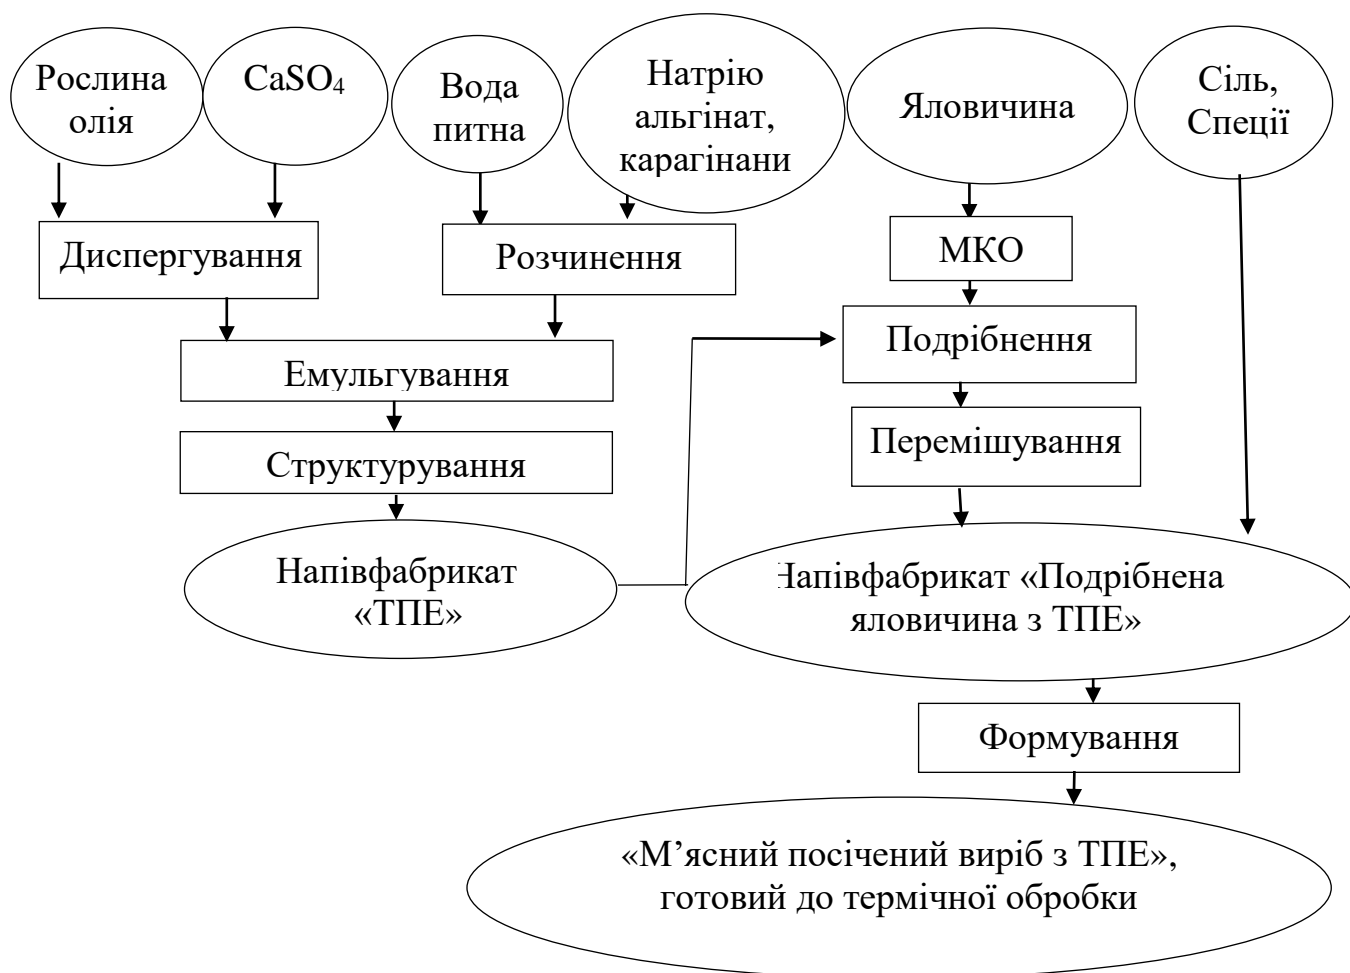 Рослина
олія
CaSO₄
Вода
питна
Натрію
альгінат,
карагінани
Яловичина
Сіль,
Спеції
Диспергування
Розчинення
МКО
Подрібнення
Емульгування
Перемішування
Структурування
Напівфабрикат
«ТПЕ»
Напівфабрикат «Подрібнена
яловичина з ТПЕ»
Формування
«М’ясний посічений виріб з ТПЕ»,
готовий до термічної обробки